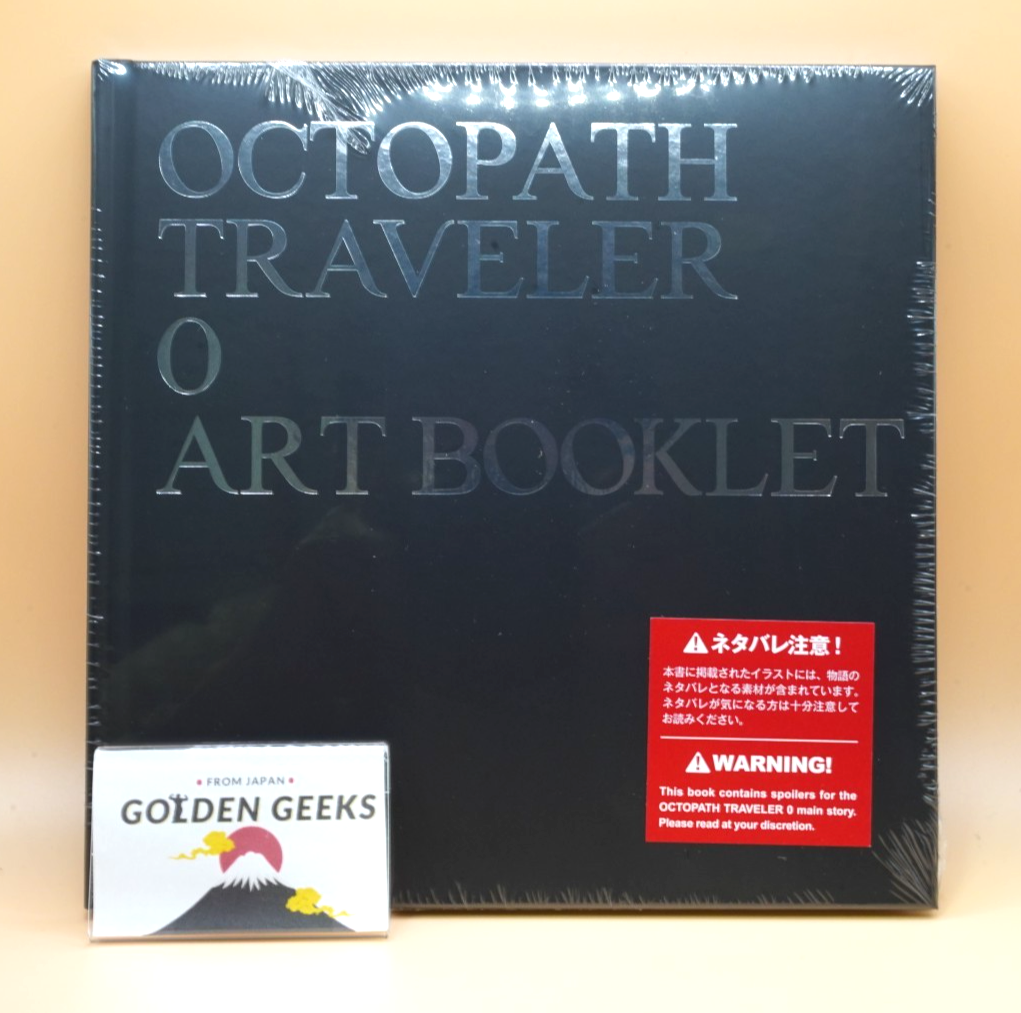 OCTOPATH
TRAVELER
0
ART BOOKLET
⚠ネタバレ注意！
本書に掲載されたイラストには、物語の
ネタバレとなる素材が含まれています。
ネタバレが気になる方は十分注意して
お読みください。
⚠WARNING!
This book contains spoilers for the
OCTOPATH TRAVELER 0 main story.
Please read at your discretion.
• FROM JAPAN •
GOLDEN GEEKS